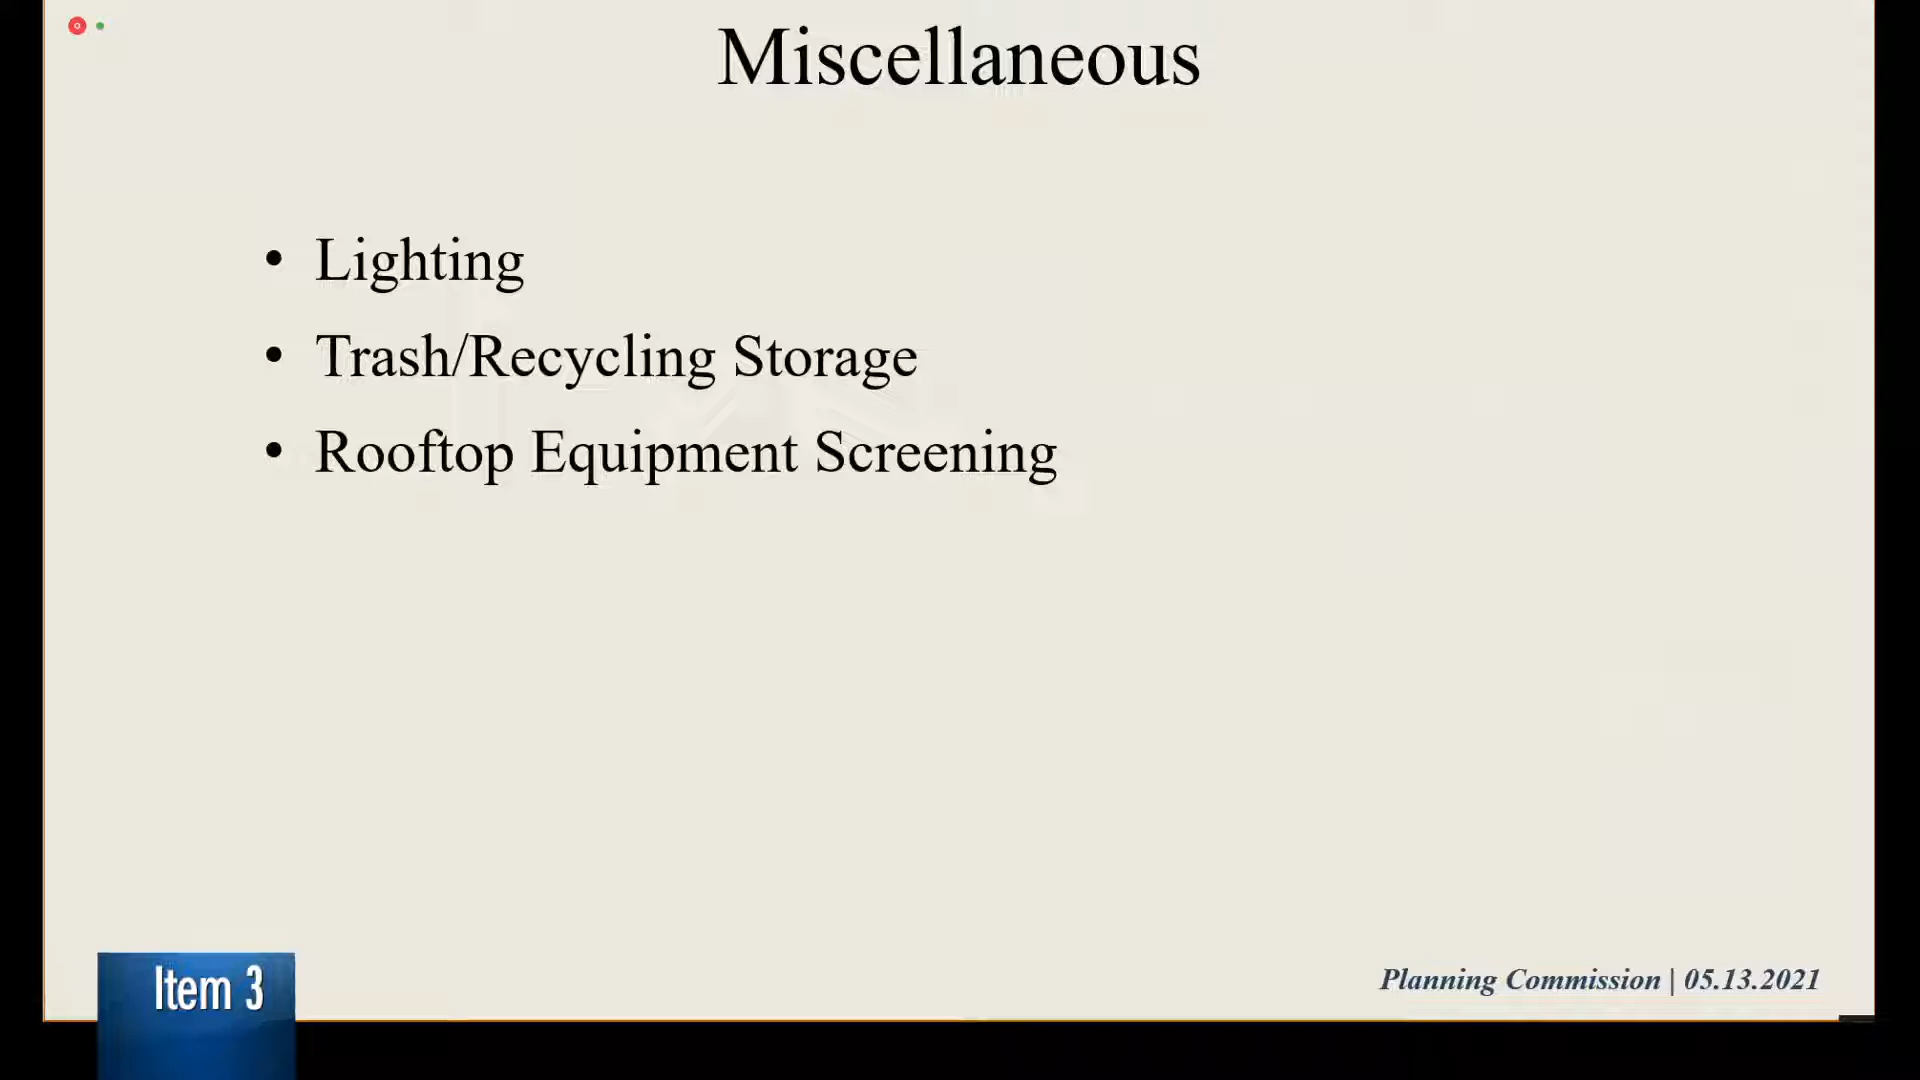 Miscellaneous
• Lighting
• Trash/Recycling Storage
• Rooftop Equipment Screening
Item 3
Planning Commission | 05.13.2021